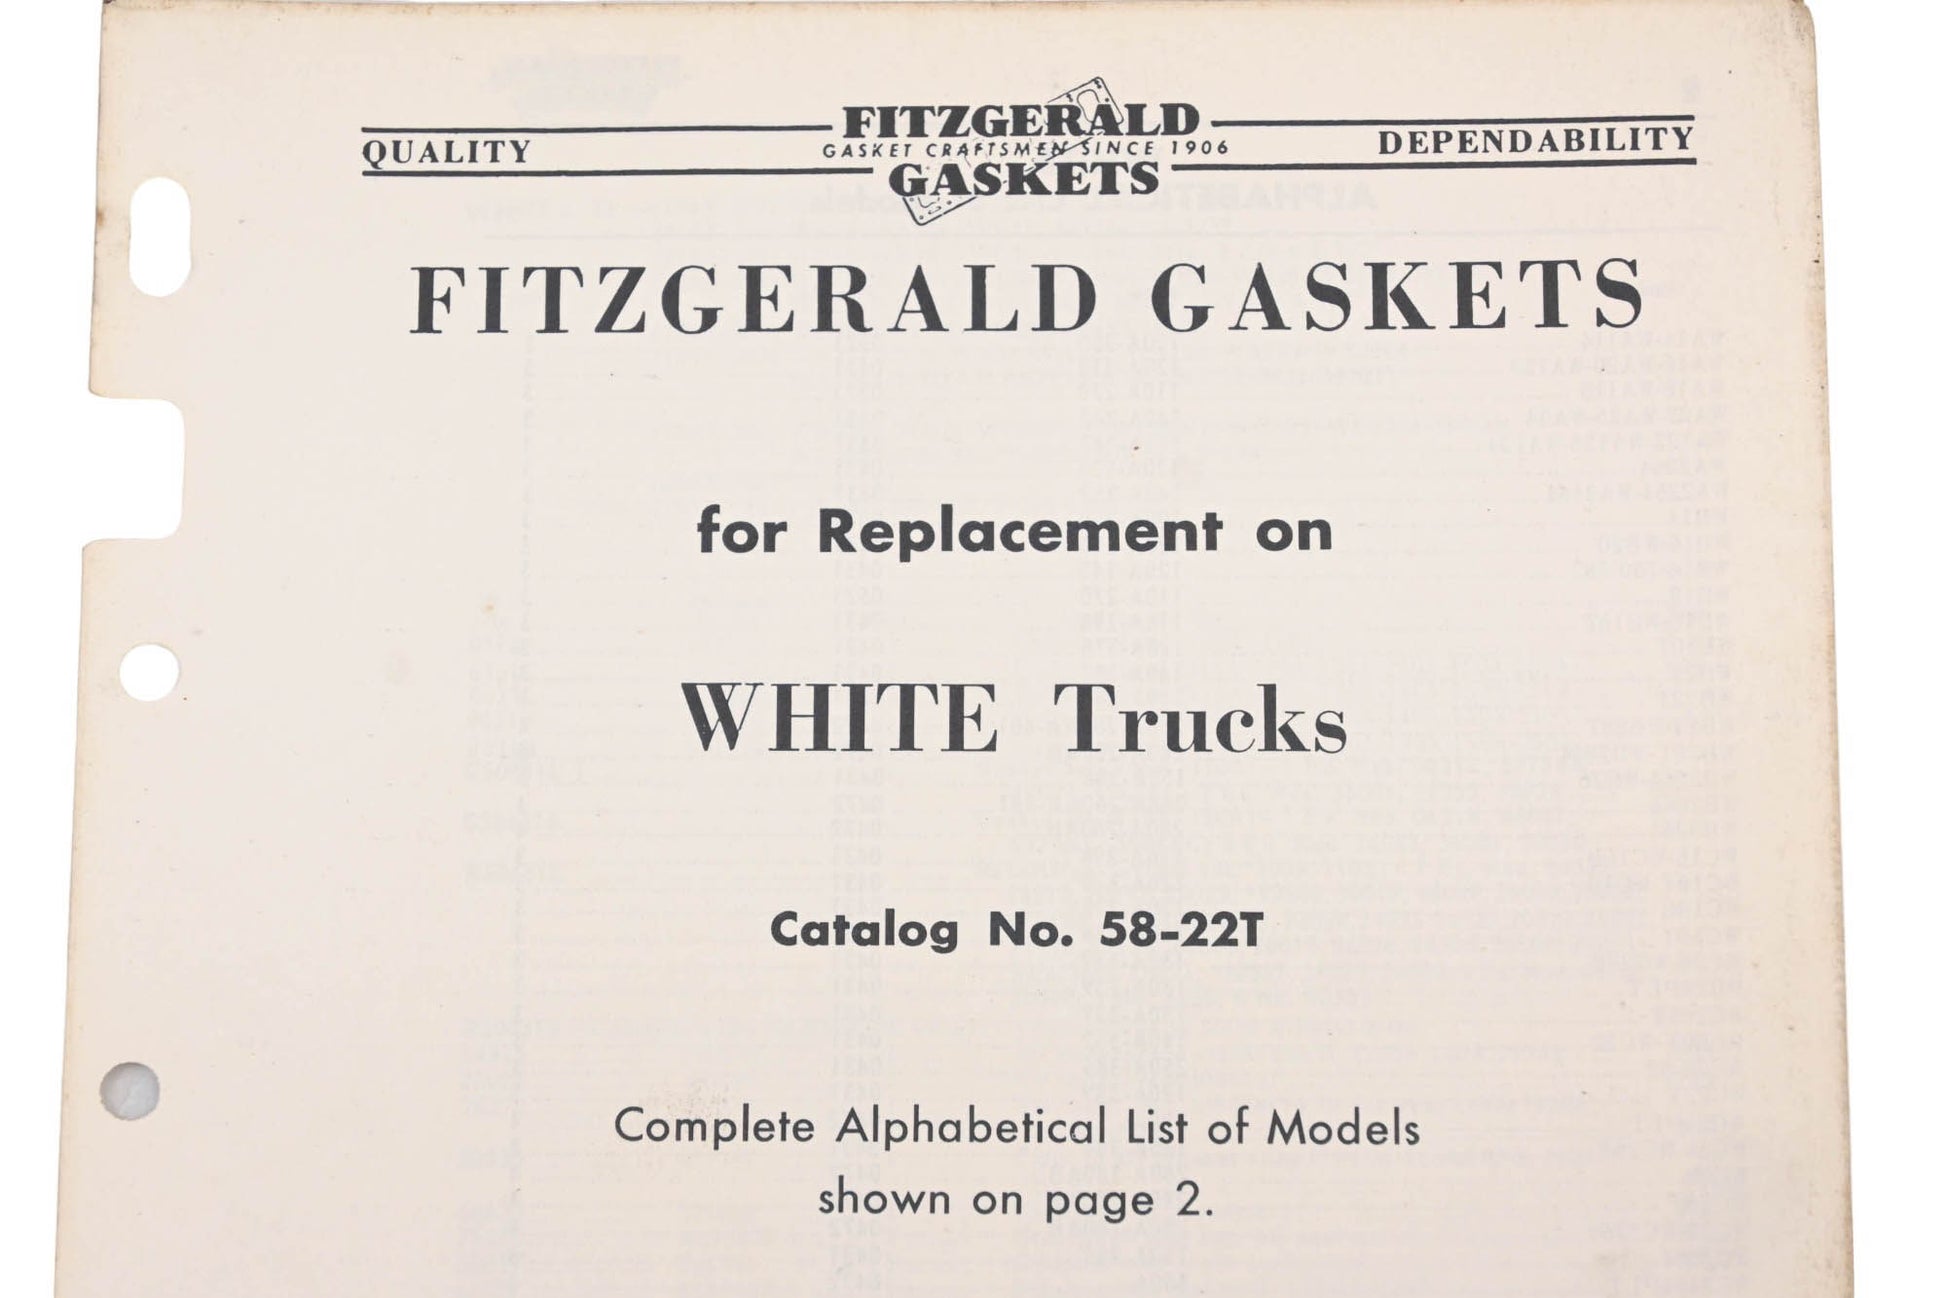 QUALITY
FITZGERALD
GASKET CRAFTSMEN SINCE 1906
GASKETS
DEPENDABILITY
FITZGERALD GASKETS
for Replacement on
WHITE Trucks
Catalog No. 58-22T
Complete Alphabetical List of Models
shown on page 2.